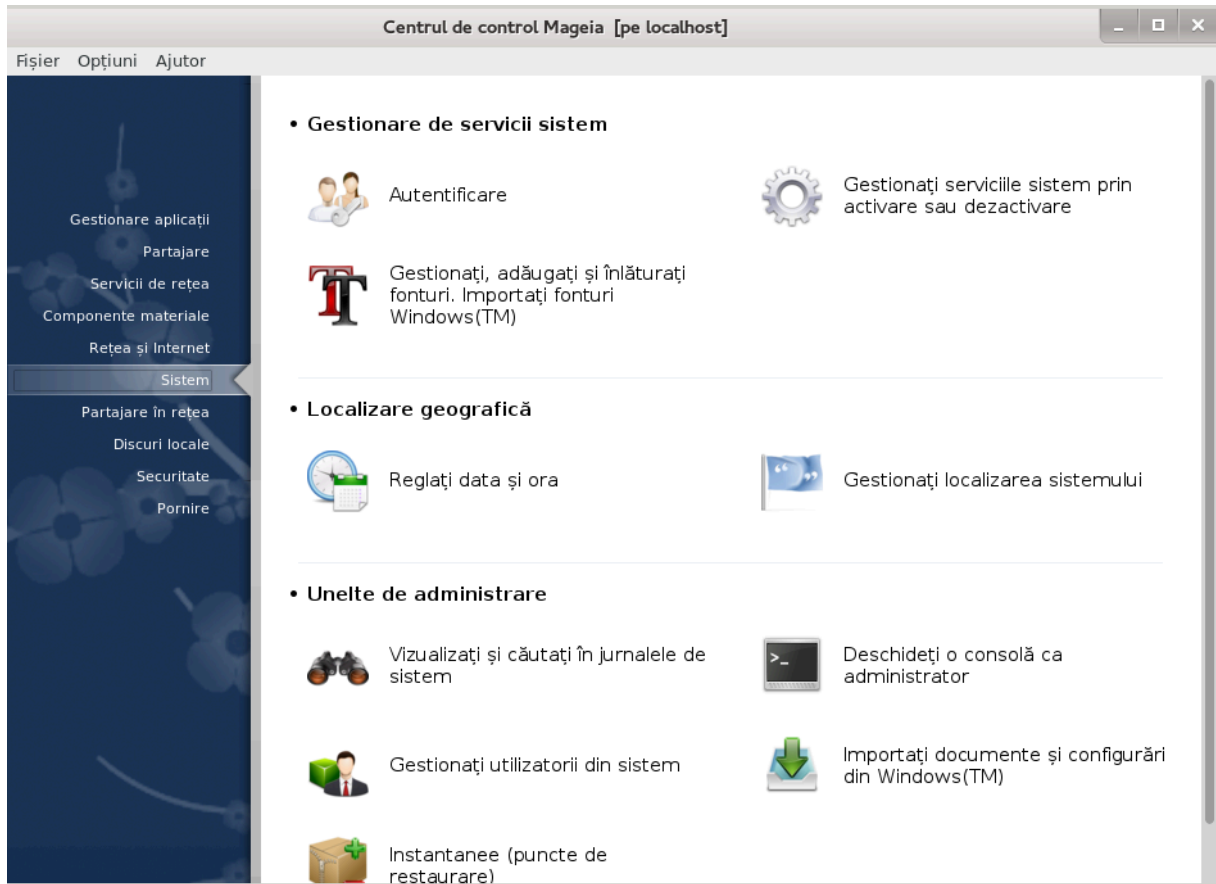 Centrul de control Mageia [pe localhost]
Fișier Opțiuni Ajutor
Gestionare aplicații
Partajare
Servicii de rețea
Componente materiale
Rețea și Internet
Sistem
Partajare în rețea
Discuri locale
Securitate
Pornire
• Gestionare de servicii sistem
Autentificare
Gestionați serviciile sistem prin
activare sau dezactivare
Gestionați, adăugați și înlăturați
fonturi. Importați fonturi
Windows(TM)
• Localizare geografică
Reglați data și ora
Gestionați localizarea sistemului
• Unelte de administrare
Vizualizați și căutați în jurnalele de
sistem
Deschideți o consolă ca
administrator
Gestionați utilizatorii din sistem
Importați documente și configurări
din Windows(TM)
Instantanee (puncte de
restaurare)